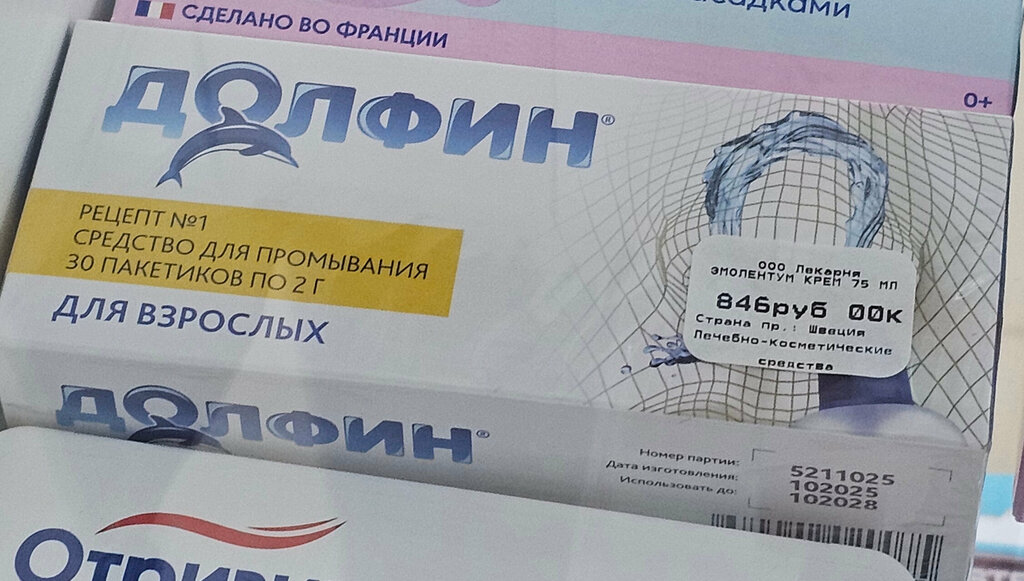 СДЕЛАНО ВО ФРАНЦИИ
0+
ДОЛФИН®
РЕЦЕПТ №1
СРЕДСТВО ДЛЯ ПРОМЫВАНИЯ
30 ПАКЕТИКОВ ПО 2 Г
ДЛЯ ВЗРОСЛЫХ
ООО Лекарня
ЭМОЛЕНТУМ КРЕМ 75 МЛ
846руб 00к
Страна пр.: Швеция
Лечебно-косметические
средства
ДОЛФИН®
Номер партии: 5211025
Дата изготовления: 102025
Использовать до: 102028